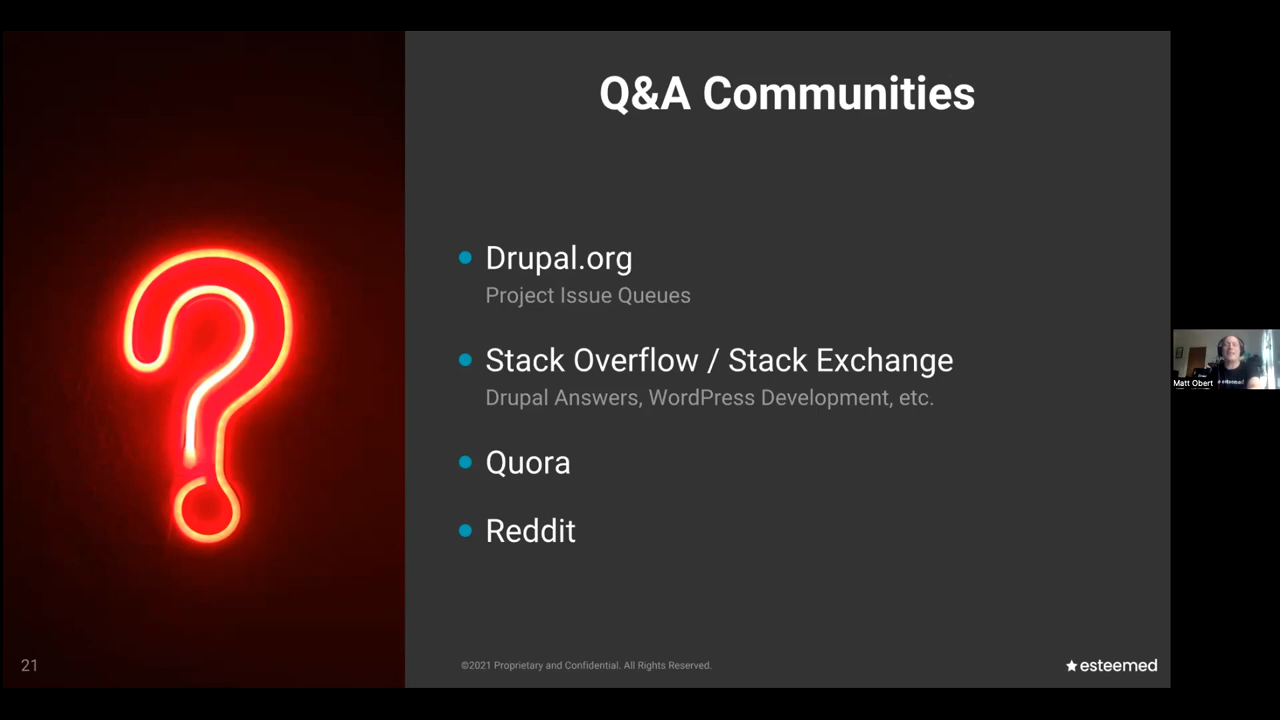 Q&A Communities
Drupal.org
Project Issue Queues
Stack Overflow / Stack Exchange
Drupal Answers, WordPress Development, etc.
Quora
Reddit
Matt Obert
21
©2021 Proprietary and Confidential. All Rights Reserved.
esteemed